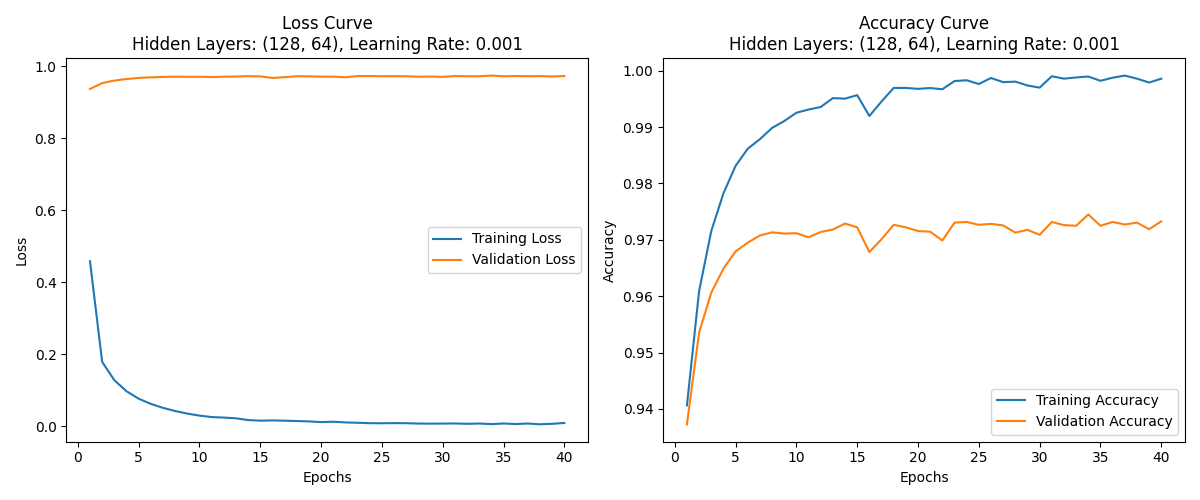 Loss Curve
Hidden Layers: (128, 64), Learning Rate: 0.001
1.0
0.8
0.6
0.4
0.2
0.0
Loss
Training Loss
Validation Loss
0 5 10 15 20 25 30 35 40
Epochs
Accuracy Curve
Hidden Layers: (128, 64), Learning Rate: 0.001
1.00
0.99
0.98
0.97
0.96
0.95
0.94
Accuracy
Training Accuracy
Validation Accuracy
0 5 10 15 20 25 30 35 40
Epochs